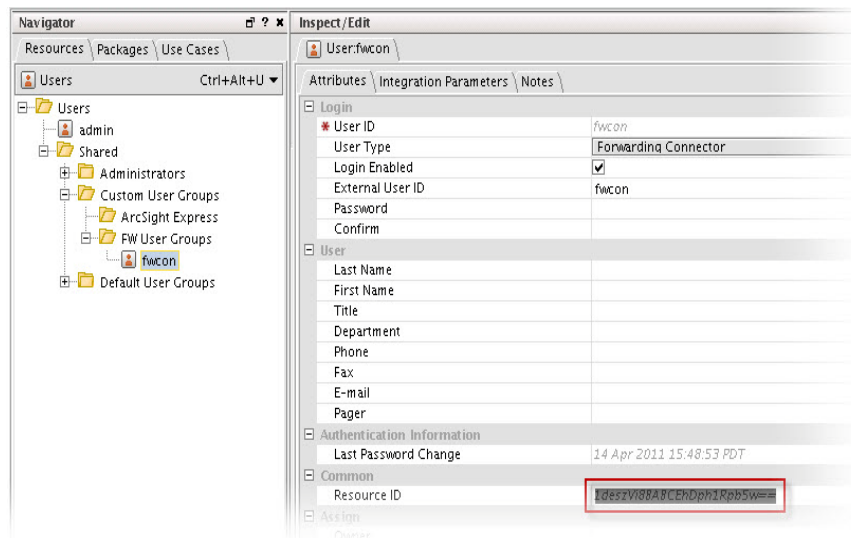 Navigator
Resources Packages Use Cases
Users Ctrl+Alt+U
Users
admin
Shared
Administrators
Custom User Groups
ArcSight Express
FW User Groups
fwcon
Default User Groups
Inspect/Edit
User:fwcon
Attributes Integration Parameters Notes
Login
User ID fwcon
User Type Forwarding Connector
Login Enabled
External User ID fwcon
Password
Confirm
User
Last Name
First Name
Title
Department
Phone
Fax
E-mail
Pager
Authentication Information
Last Password Change 14 Apr 2011 15:48:53 PDT
Common
Resource ID 1deszVi88ABCEhDph1Rpb5w==
Assign
Owner